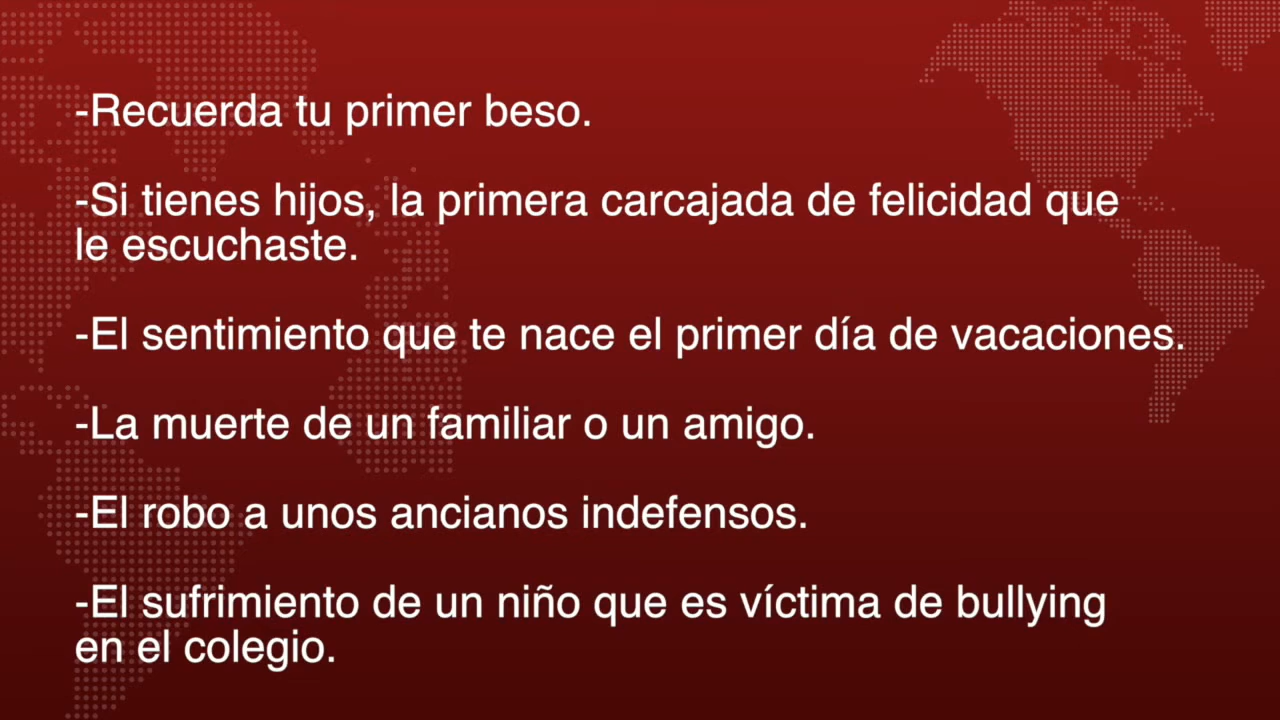 -Recuerda tu primer beso.
-Si tienes hijos, la primera carcajada de felicidad que
le escuchaste.
-El sentimiento que te nace el primer día de vacaciones.
-La muerte de un familiar o un amigo.
-El robo a unos ancianos indefensos.
-El sufrimiento de un niño que es víctima de bullying
en el colegio.